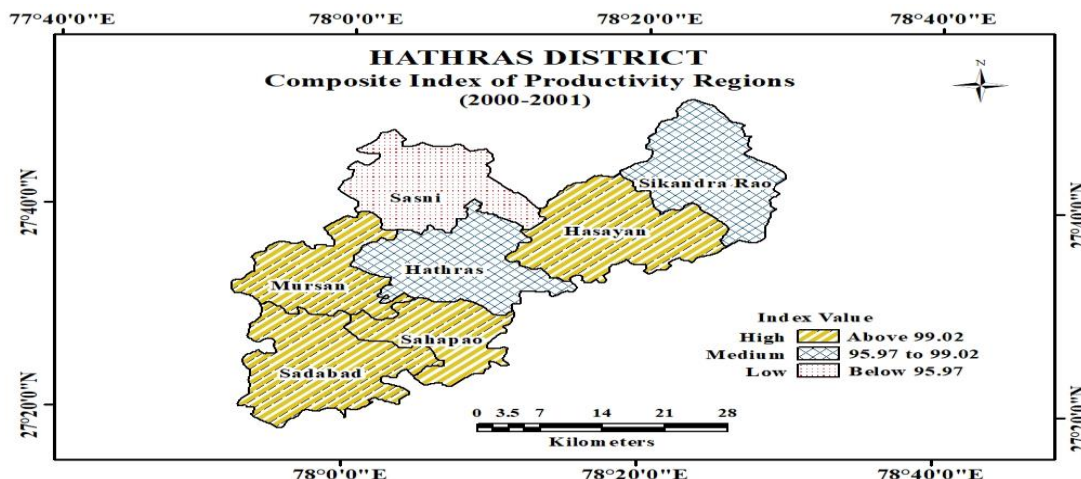 77°40'0"E 78°0'0"E 78°20'0"E 78°40'0"E
HATHRAS DISTRICT
Composite Index of Productivity Regions
(2000-2001)
N
Sikandra Rao
Sasni
27°40'0"N 27°40'0"N
Hasayan
Hathras
Mursan
Index Value
High Above 99.02
Sahapao
Medium 95.97 to 99.02
Sadabad
Low Below 95.97
27°20'0"N 27°20'0"N
0 3.5 7 14 21 28
Kilometers
78°0'0"E 78°20'0"E 78°40'0"E